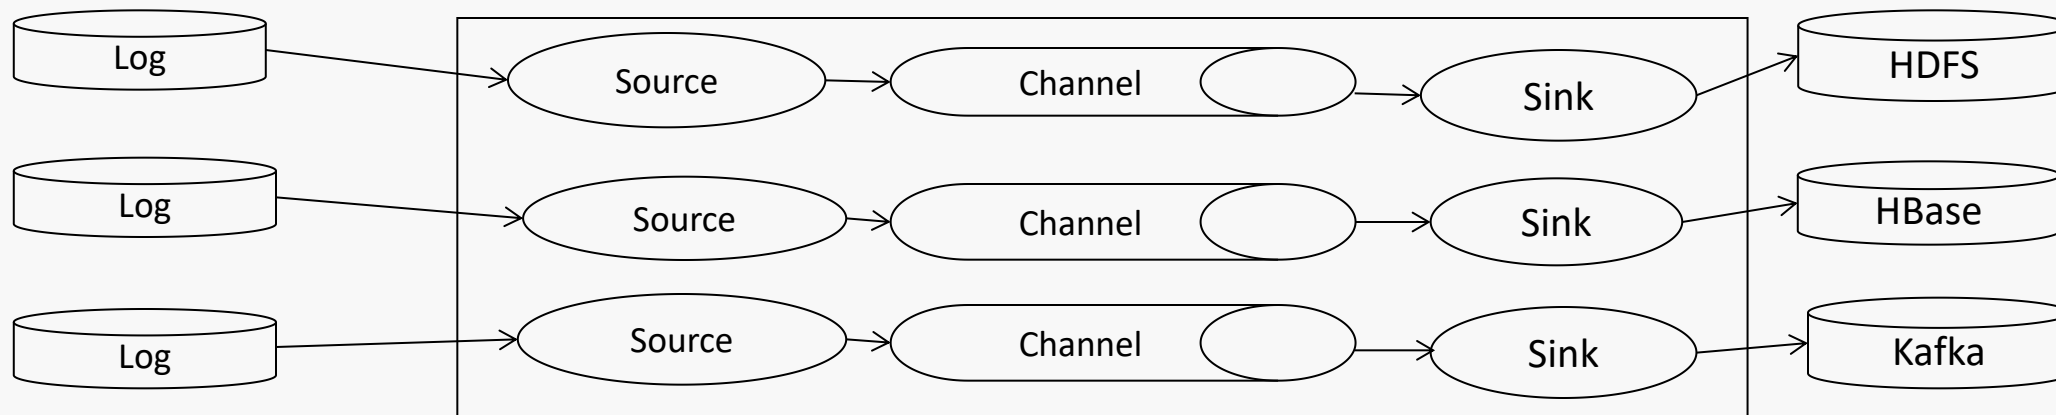 Log
Source
Channel
Sink
HDFS
Log
Source
Channel
Sink
HBase
Log
Source
Channel
Sink
Kafka